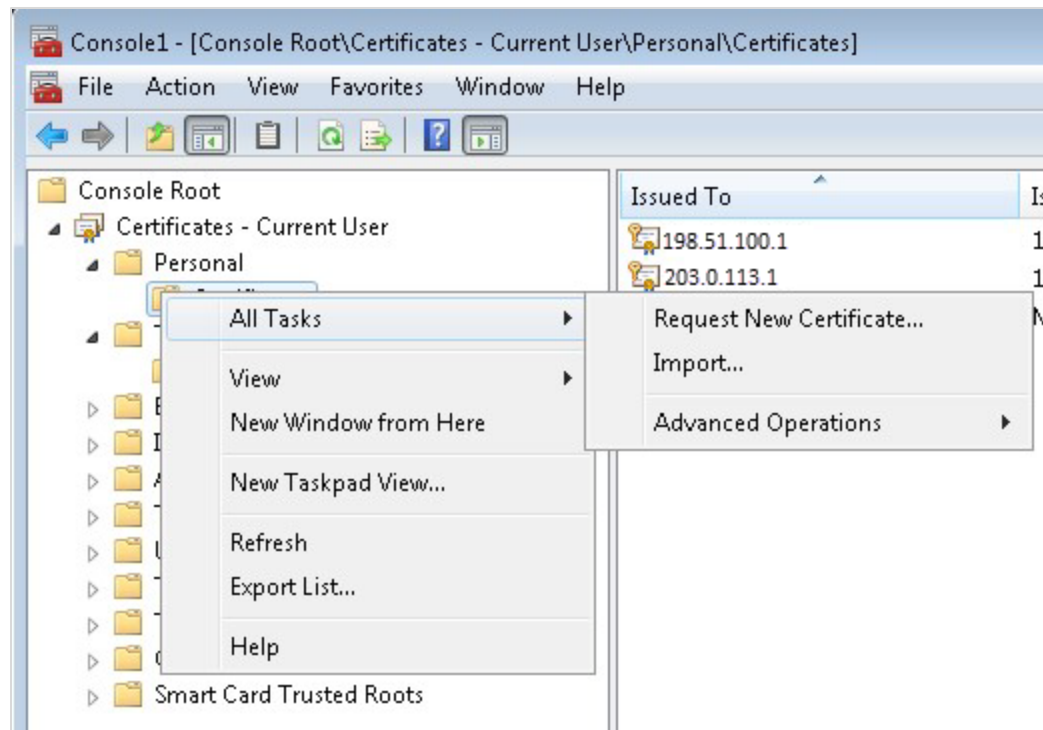 Console1 - [Console Root\Certificates - Current User\Personal\Certificates]
File Action View Favorites Window Help
Console Root
Certificates - Current User
Personal
Smart Card Trusted Roots
Issued To
198.51.100.1
203.0.113.1
All Tasks
View
New Window from Here
New Taskpad View...
Refresh
Export List...
Help
Request New Certificate...
Import...
Advanced Operations